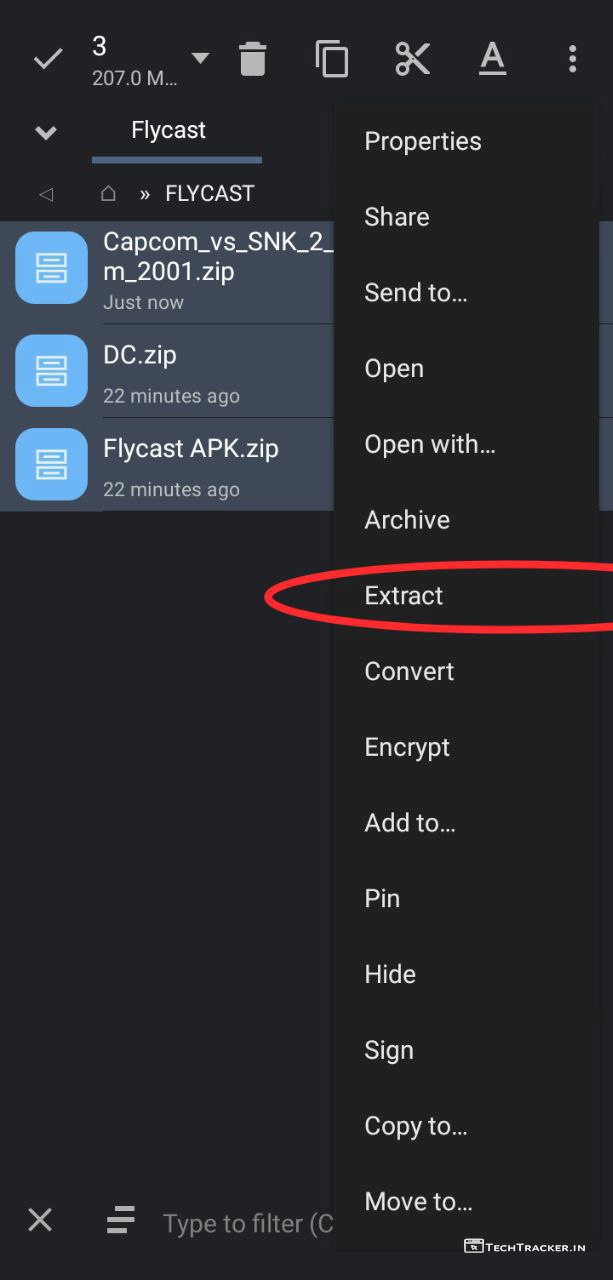 3
207.0 M...
A
Flycast
» FLYCAST
Capcom_vs_SNK_2_
m_2001.zip
Just now
DC.zip
22 minutes ago
Flycast APK.zip
22 minutes ago
Properties
Share
Send to...
Open
Open with...
Archive
Extract
Convert
Encrypt
Add to...
Pin
Hide
Sign
Copy to...
Move to...
Type to filter (C
TechTracker.in